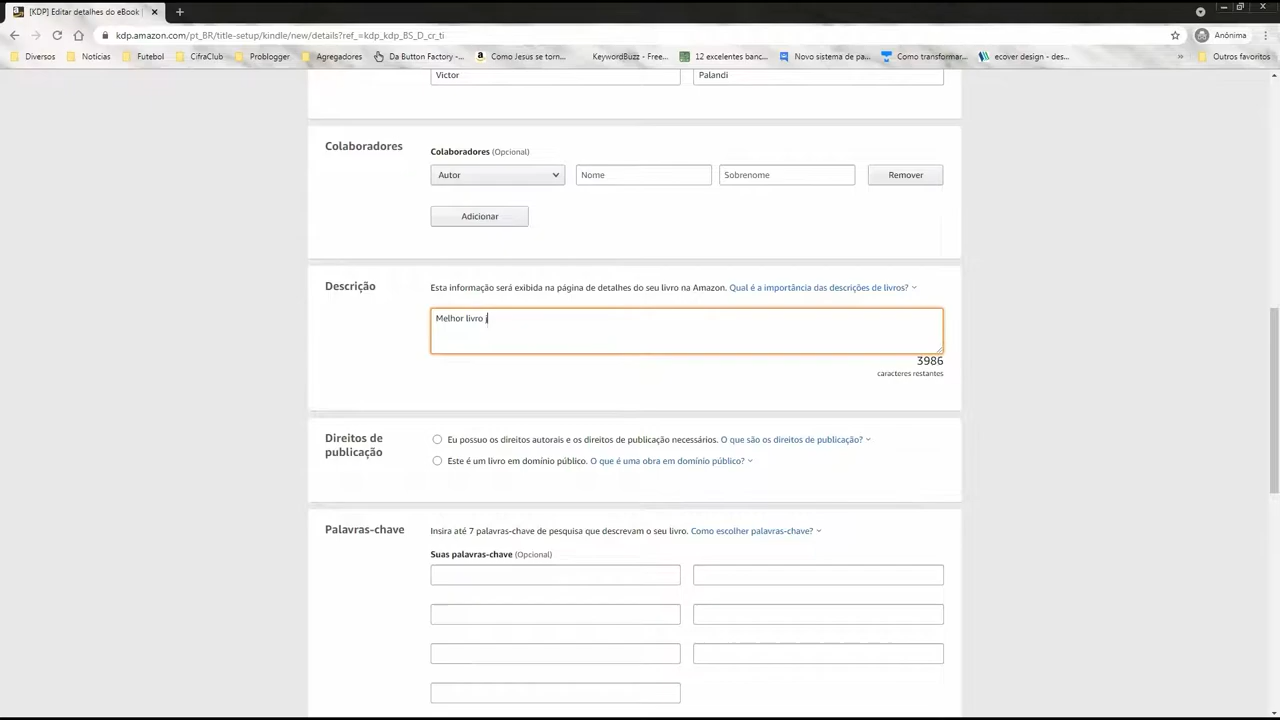 [KDP] Editar detalhes do eBook
kdp.amazon.com/pt_BR/title-setup/kindle/new/details?ref_=kdp_kdp_BS_D_cr_ti
Anônima
Diversos Notícias Futebol CifraClub Problogger Agregadores Da Button Factory -... Como Jesus se torn... KeywordBuzz - Free... 12 excelentes banc... Novo sistema de pa... Como transformar... ecover design - des... » Outros favoritos
Victor Palandi
Colaboradores
Colaboradores (Opcional)
Autor Nome Sobrenome Remover
Adicionar
Descrição
Esta informação será exibida na página de detalhes do seu livro na Amazon. Qual é a importância das descrições de livros?
Melhor livro j
3986
caracteres restantes
Direitos de
publicação
Eu possuo os direitos autorais e os direitos de publicação necessários. O que são os direitos de publicação?
Este é um livro em domínio público. O que é uma obra em domínio público?
Palavras-chave
Insira até 7 palavras-chave de pesquisa que descrevam o seu livro. Como escolher palavras-chave?
Suas palavras-chave (Opcional)